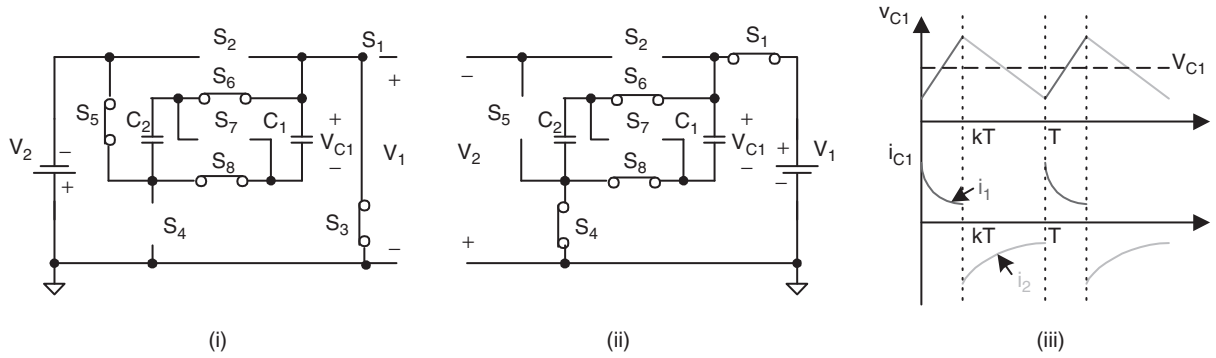 S2
S1
+
S6
S5
C2
S7
C1
+
VC1
−
V2
−
+
V1
S8
S4
S3
−
(i)
S2
S1
−
S6
S5
C2
S7
C1
+
VC1
−
V2
+
−
V1
S8
S4
+
(ii)
vC1
VC1
kT T
iC1
i1
kT T
i2
(iii)